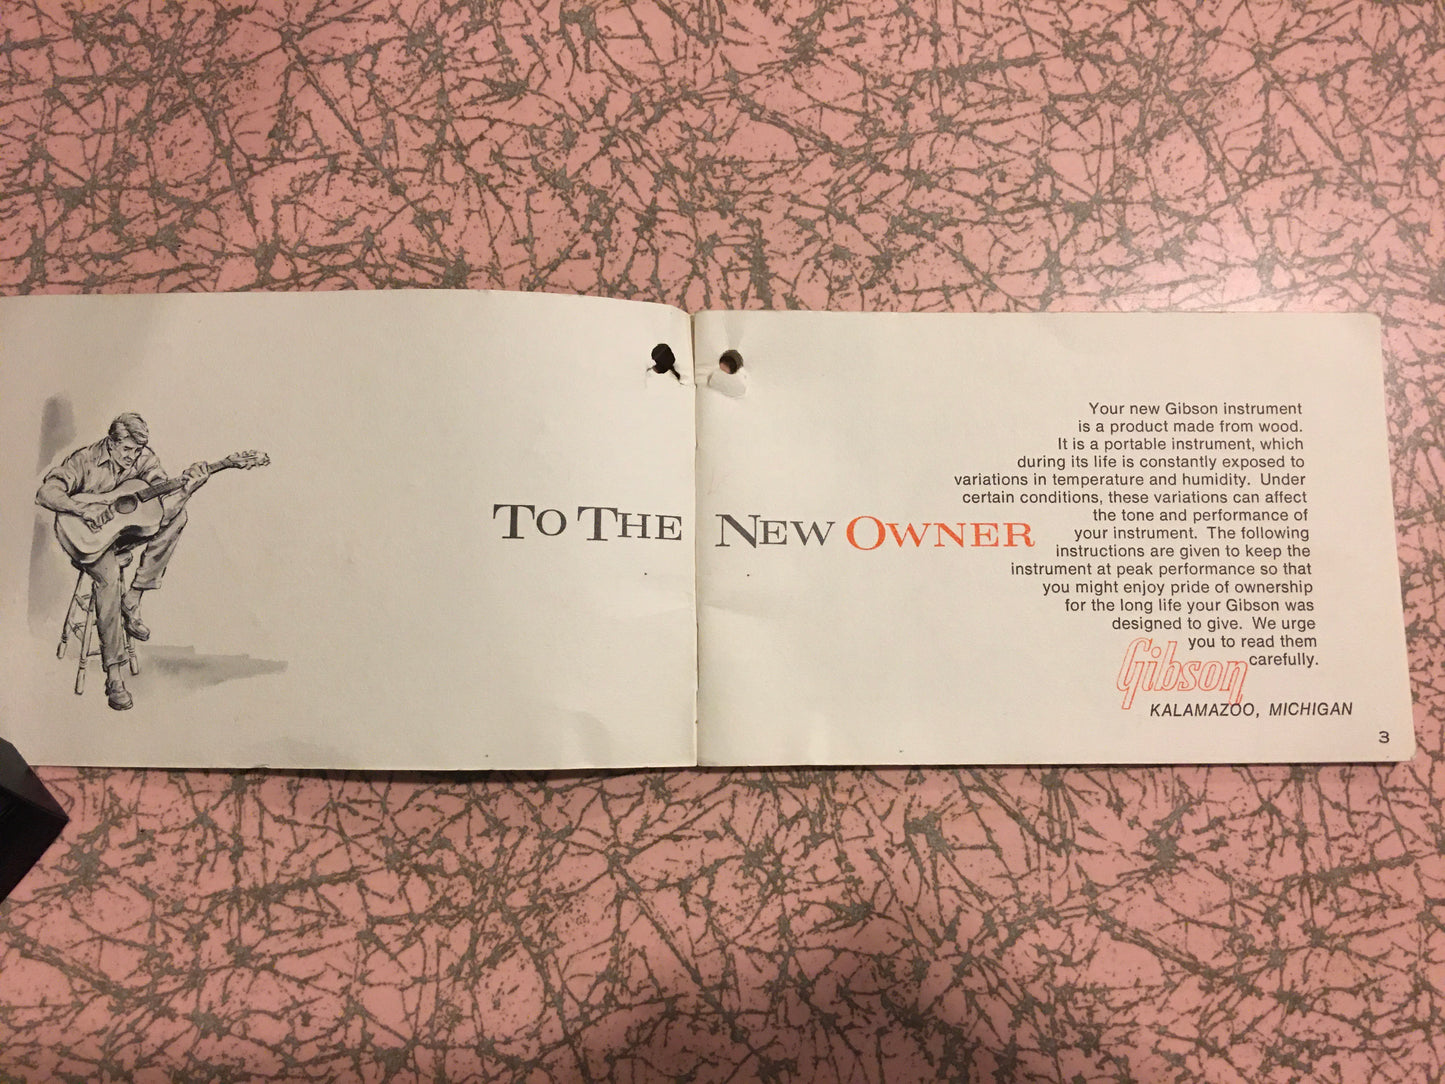 TO THE NEW OWNER
Your new Gibson instrument
is a product made from wood.
It is a portable instrument, which
during its life is constantly exposed to
variations in temperature and humidity. Under
certain conditions, these variations can affect
the tone and performance of
your instrument. The following
instructions are given to keep the
instrument at peak performance so that
you might enjoy pride of ownership
for the long life your Gibson was
designed to give. We urge
you to read them
carefully.
Gibson
KALAMAZOO, MICHIGAN
3